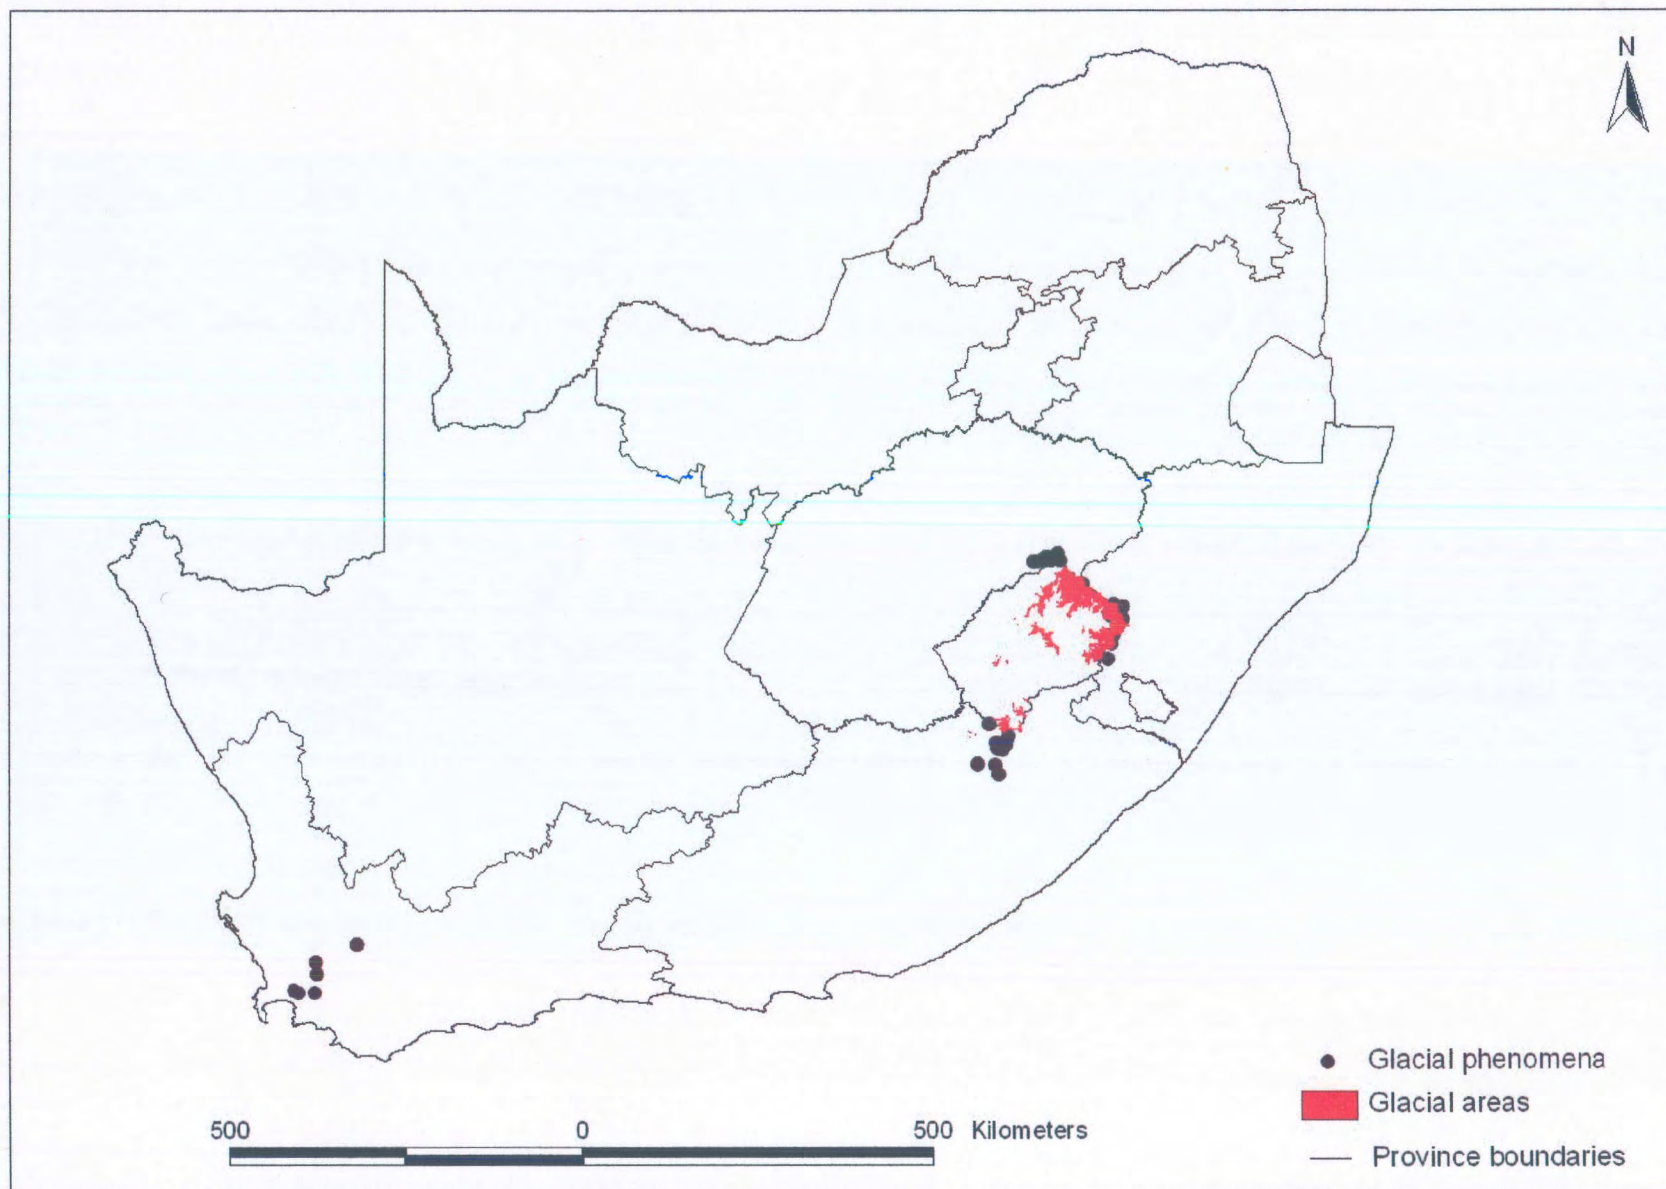 N
Glacial phenomena
Glacial areas
500 0 500 Kilometers
Province boundaries